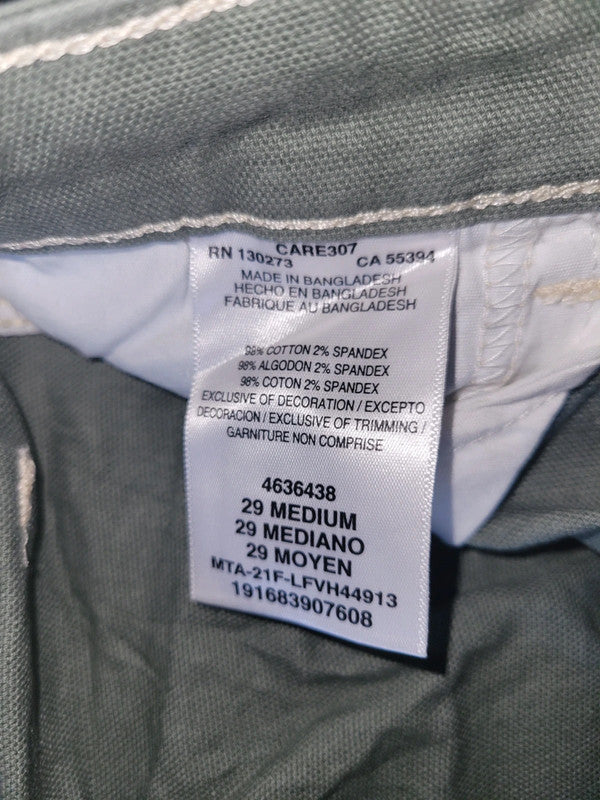 CARE307
RN 130273 CA 55394
MADE IN BANGLADESH
HECHO EN BANGLADESH
FABRIQUE AU BANGLADESH
98% COTTON 2% SPANDEX
98% ALGODON 2% SPANDEX
98% COTON 2% SPANDEX
EXCLUSIVE OF DECORATION / EXCEPTO
DECORACION / EXCLUSIVE OF TRIMMING /
GARNITURE NON COMPRISE
4636438
29 MEDIUM
29 MEDIANO
29 MOYEN
MTA-21F-LFVH44913
191683907608